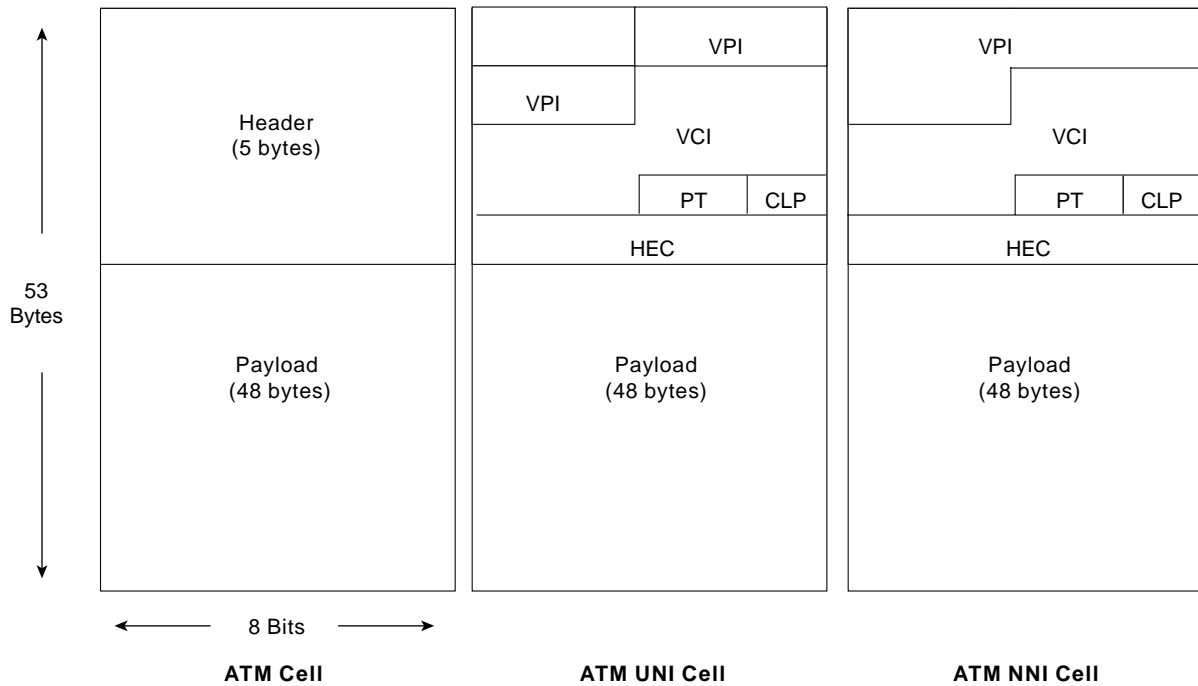 53
Bytes
Header
(5 bytes)
Payload
(48 bytes)
8 Bits
ATM Cell
VPI
VPI
VCI
PT
CLP
HEC
Payload
(48 bytes)
ATM UNI Cell
VPI
VCI
PT
CLP
HEC
Payload
(48 bytes)
ATM NNI Cell